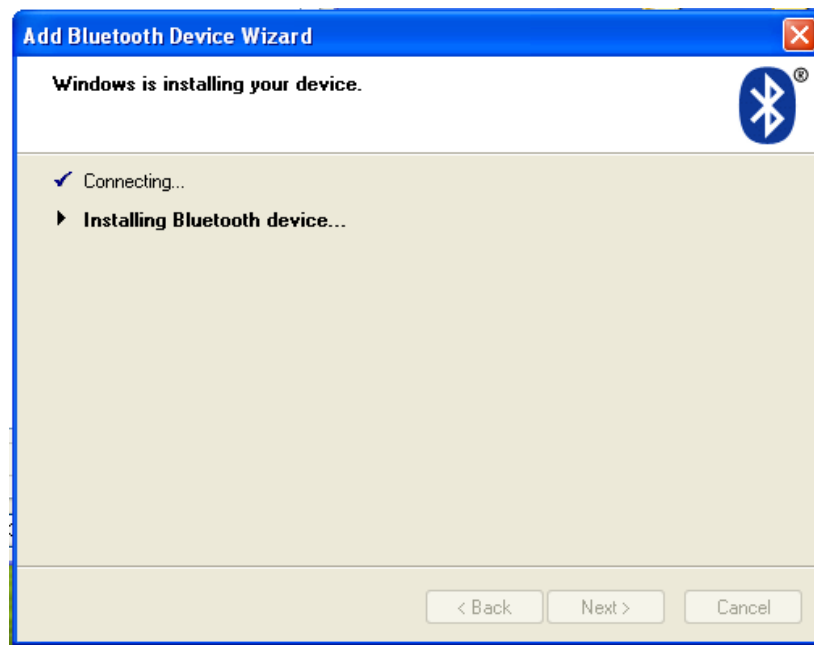 Add Bluetooth Device Wizard
Windows is installing your device.
®
Connecting...
Installing Bluetooth device...
< Back Next > Cancel